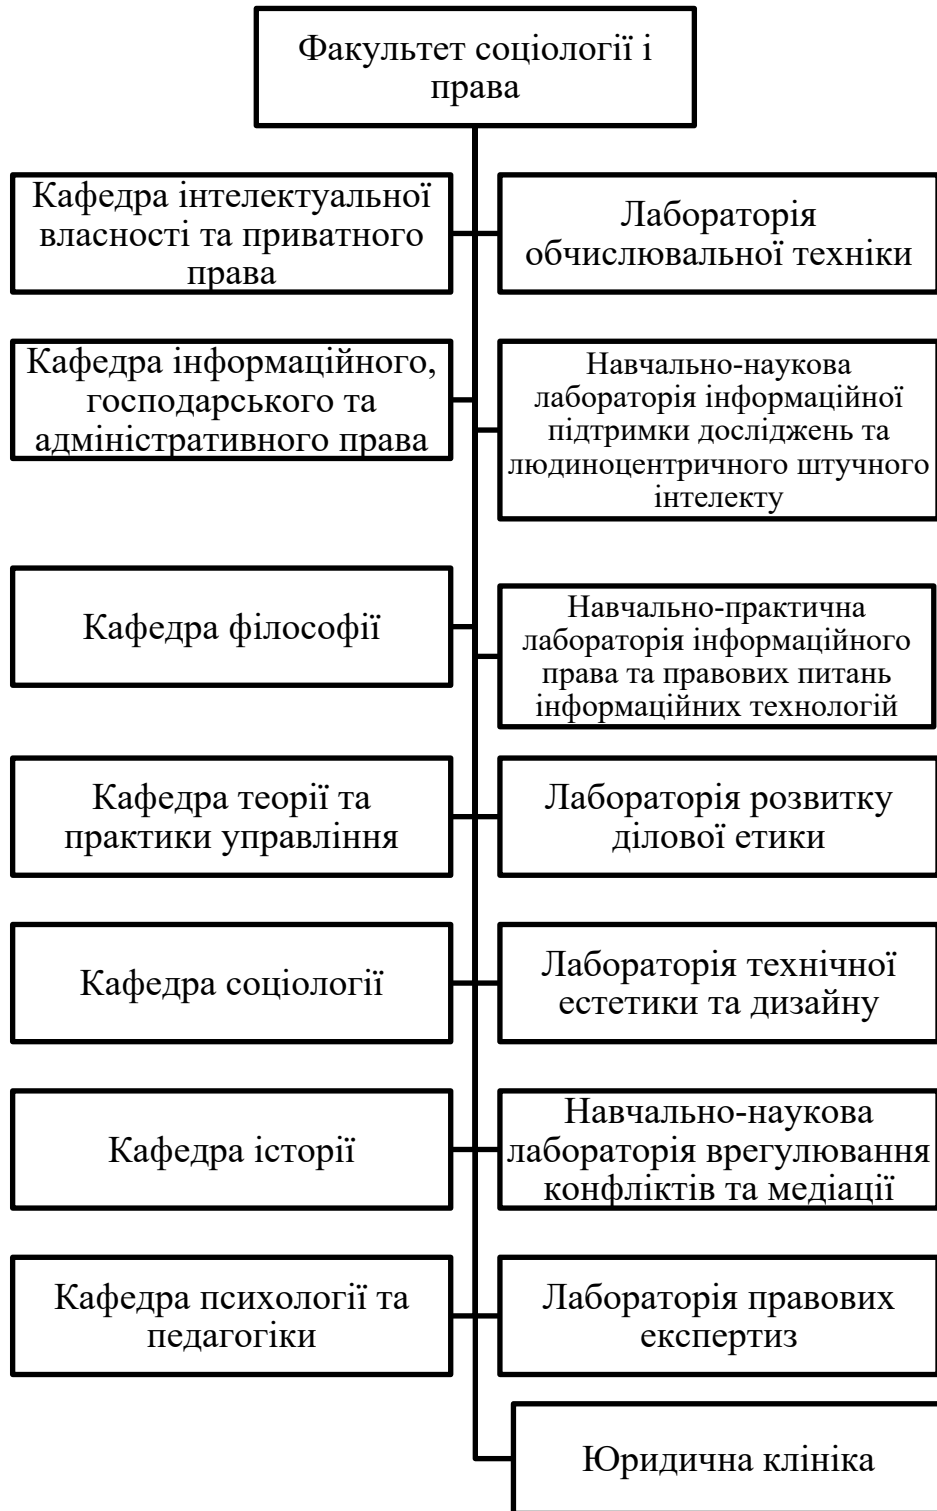 Факультет соціології і
права
Кафедра інтелектуальної
власності та приватного
права
Лабораторія
обчислювальної техніки
Кафедра інформаційного,
господарського та
адміністративного права
Навчально-наукова
лабораторія інформаційної
підтримки досліджень та
людиноцентричного штучного
інтелекту
Кафедра філософії
Навчально-практична
лабораторія інформаційного
права та правових питань
інформаційних технологій
Кафедра теорії та
практики управління
Лабораторія розвитку
ділової етики
Кафедра соціології
Лабораторія технічної
естетики та дизайну
Кафедра історії
Навчально-наукова
лабораторія врегулювання
конфліктів та медіації
Кафедра психології та
педагогіки
Лабораторія правових
експертиз
Юридична клініка